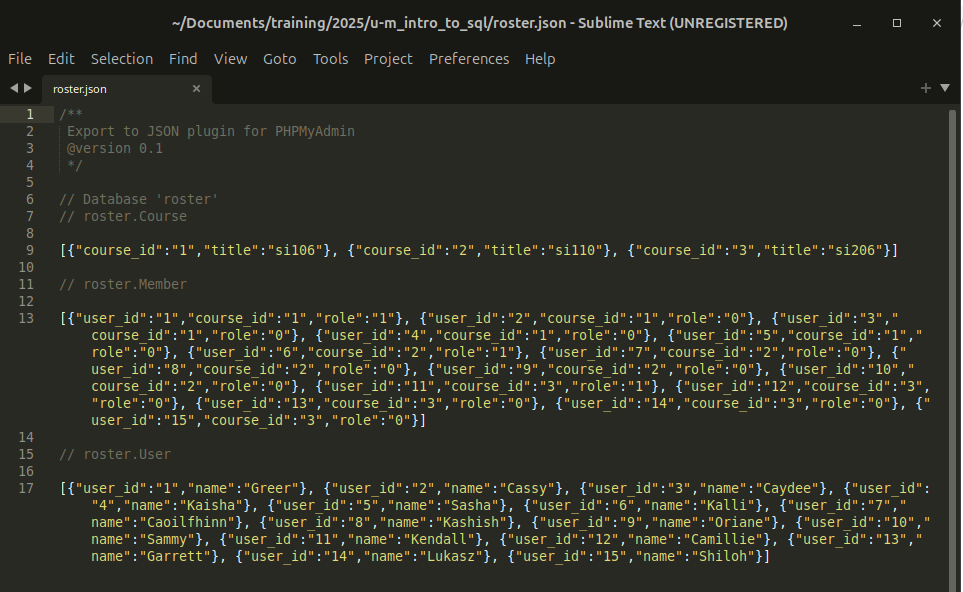 ~/Documents/training/2025/u-m_intro_to_sql/roster.json - Sublime Text (UNREGISTERED)
File Edit Selection Find View Goto Tools Project Preferences Help
roster.json
1 /**
2 Export to JSON plugin for PHPMyAdmin
3 @version 0.1
4 */
5
6 // Database 'roster'
7 // roster.Course
8
9 [{"course_id":"1","title":"si106"}, {"course_id":"2","title":"si110"}, {"course_id":"3","title":"si206"}]
10
11 // roster.Member
12
13 [{"user_id":"1","course_id":"1","role":"1"}, {"user_id":"2","course_id":"1","role":"0"}, {"user_id":"3","
course_id":"1","role":"0"}, {"user_id":"4","course_id":"1","role":"0"}, {"user_id":"5","course_id":"1","
role":"0"}, {"user_id":"6","course_id":"2","role":"1"}, {"user_id":"7","course_id":"2","role":"0"}, {"
user_id":"8","course_id":"2","role":"0"}, {"user_id":"9","course_id":"2","role":"0"}, {"user_id":"10","
course_id":"2","role":"0"}, {"user_id":"11","course_id":"3","role":"1"}, {"user_id":"12","course_id":"3",
"role":"0"}, {"user_id":"13","course_id":"3","role":"0"}, {"user_id":"14","course_id":"3","role":"0"}, {"
user_id":"15","course_id":"3","role":"0"}]
14
15 // roster.User
16
17 [{"user_id":"1","name":"Greer"}, {"user_id":"2","name":"Cassy"}, {"user_id":"3","name":"Caydee"}, {"user_id":
"4","name":"Kaisha"}, {"user_id":"5","name":"Sasha"}, {"user_id":"6","name":"Kalli"}, {"user_id":"7","
name":"Caoilfhinn"}, {"user_id":"8","name":"Kashish"}, {"user_id":"9","name":"Oriane"}, {"user_id":"10","
name":"Sammy"}, {"user_id":"11","name":"Kendall"}, {"user_id":"12","name":"Camillie"}, {"user_id":"13","
name":"Garrett"}, {"user_id":"14","name":"Lukasz"}, {"user_id":"15","name":"Shiloh"}]